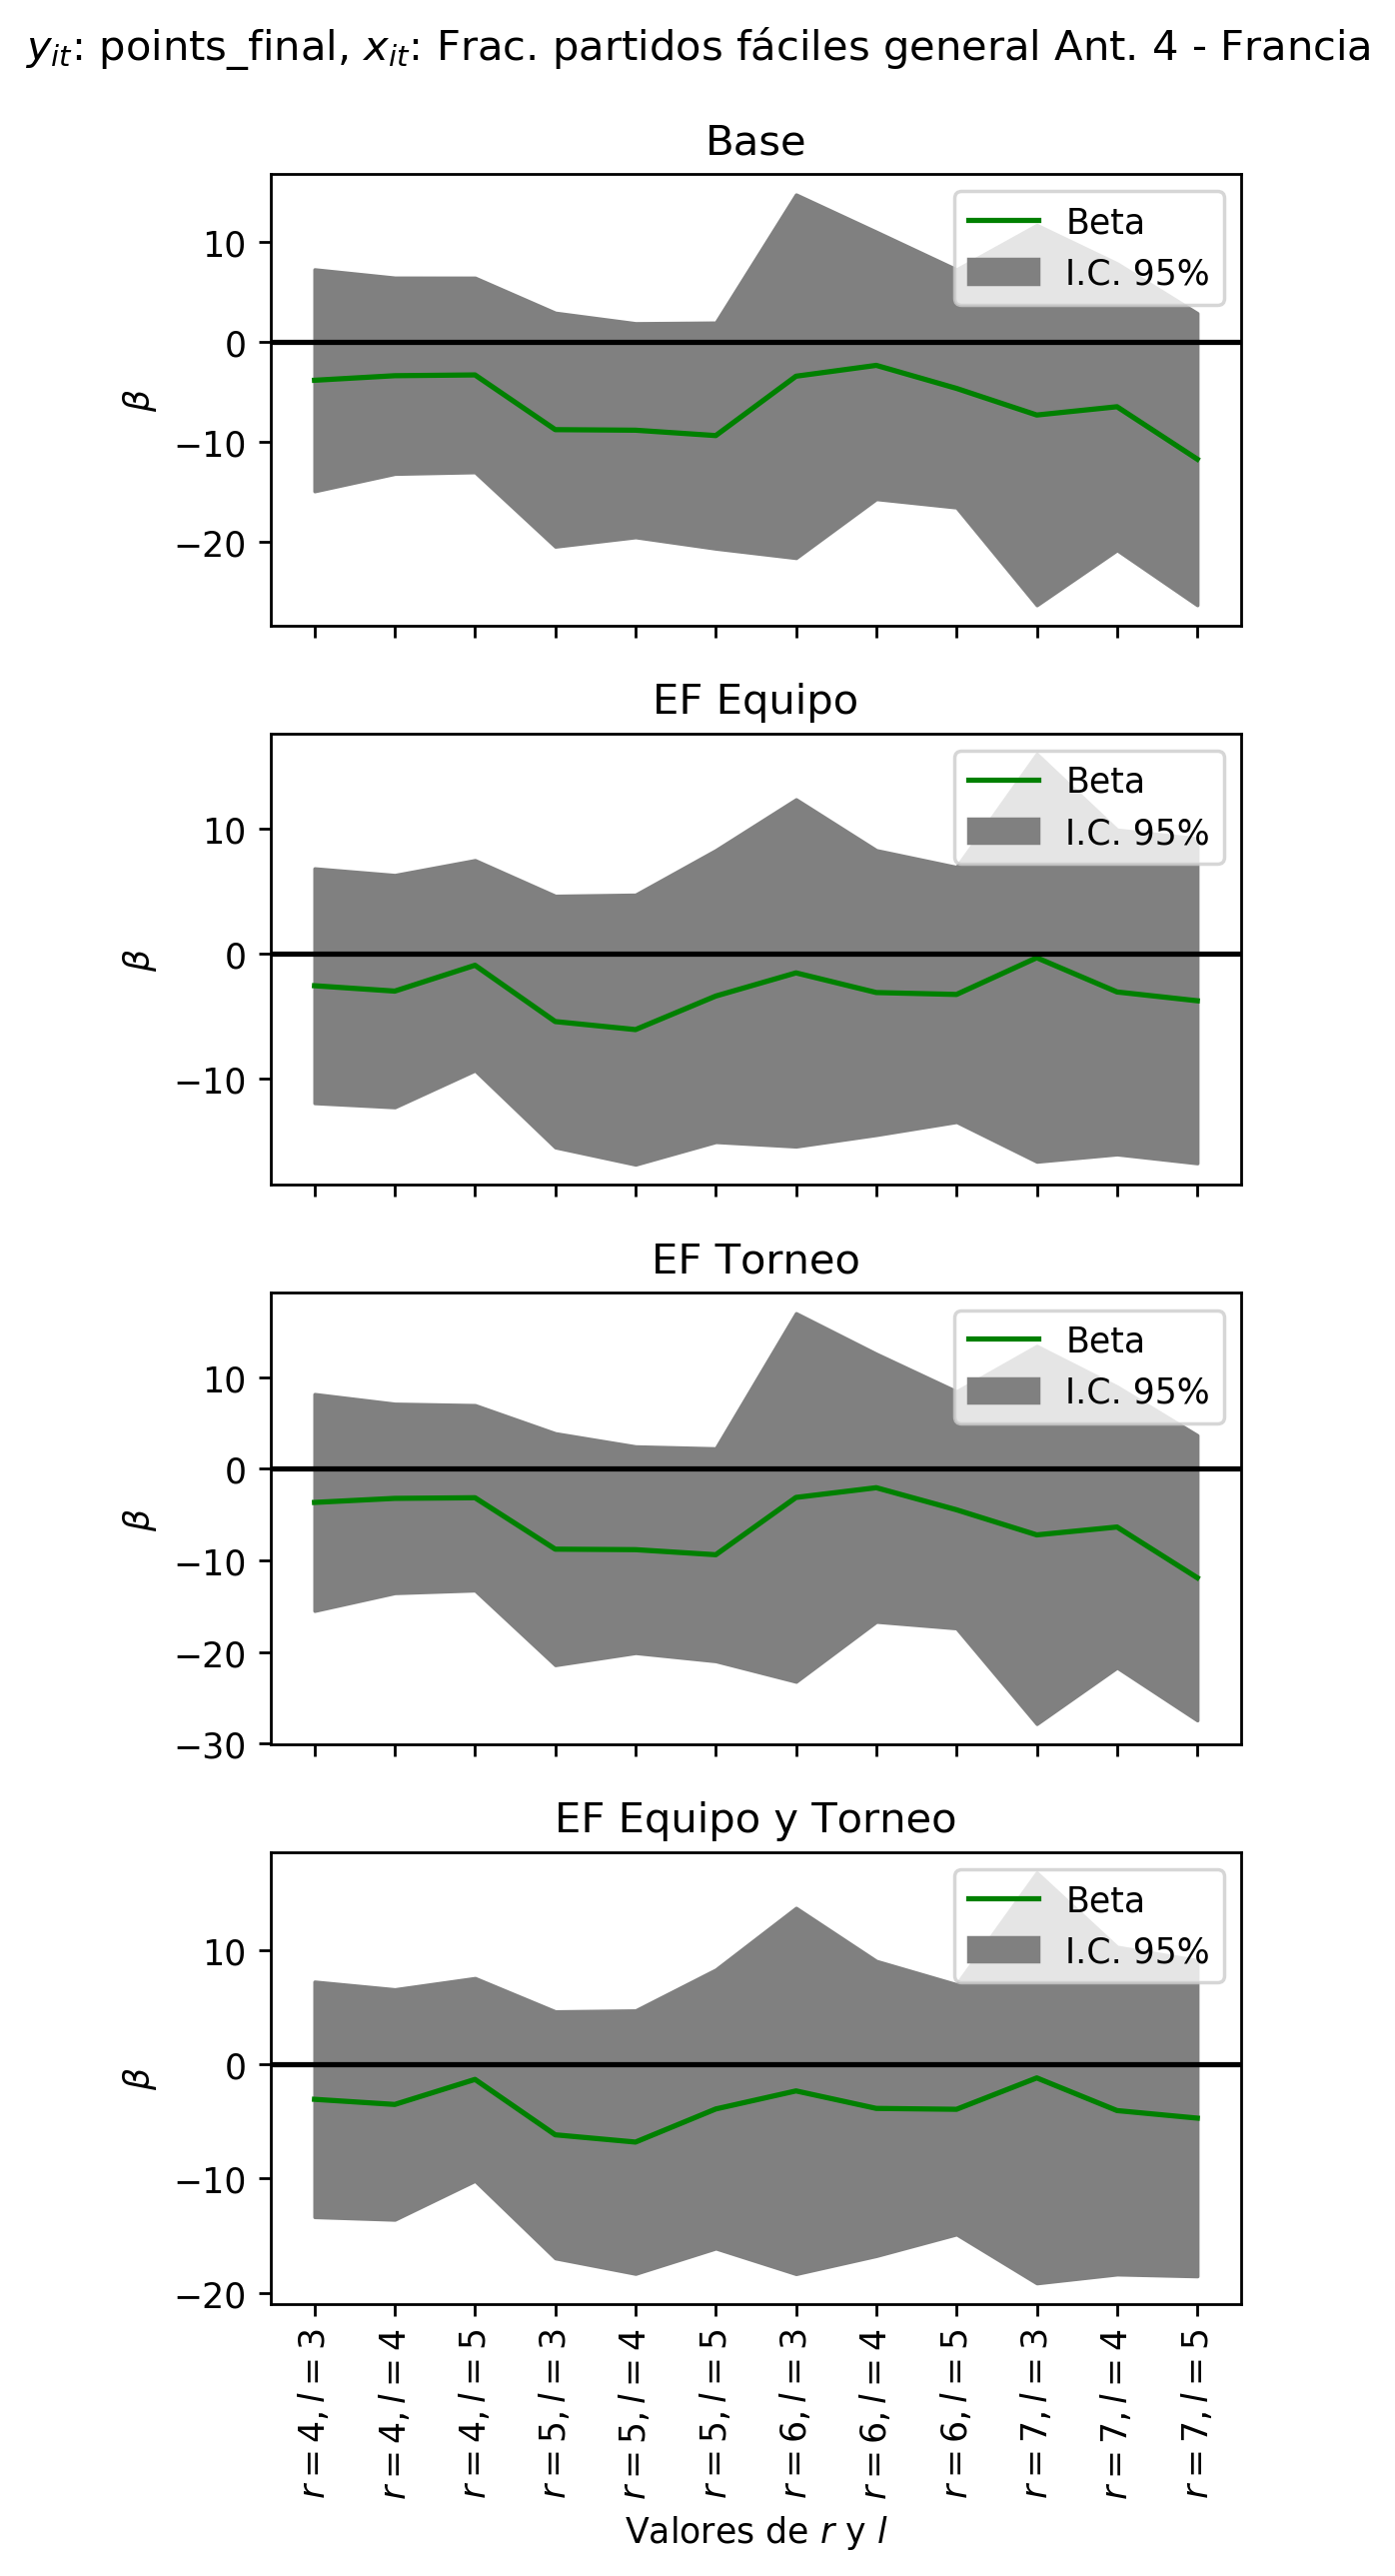 y_it: points_final, x_it: Frac. partidos fáciles general Ant. 4 - Francia
Base
Beta
I.C. 95%
10
0
−10
−20
β
EF Equipo
Beta
I.C. 95%
10
0
−10
β
EF Torneo
Beta
I.C. 95%
10
0
−10
−20
−30
β
EF Equipo y Torneo
Beta
I.C. 95%
10
0
−10
−20
β
r = 4, l = 3
r = 4, l = 4
r = 4, l = 5
r = 5, l = 3
r = 5, l = 4
r = 5, l = 5
r = 6, l = 3
r = 6, l = 4
r = 6, l = 5
r = 7, l = 3
r = 7, l = 4
r = 7, l = 5
Valores de r y l